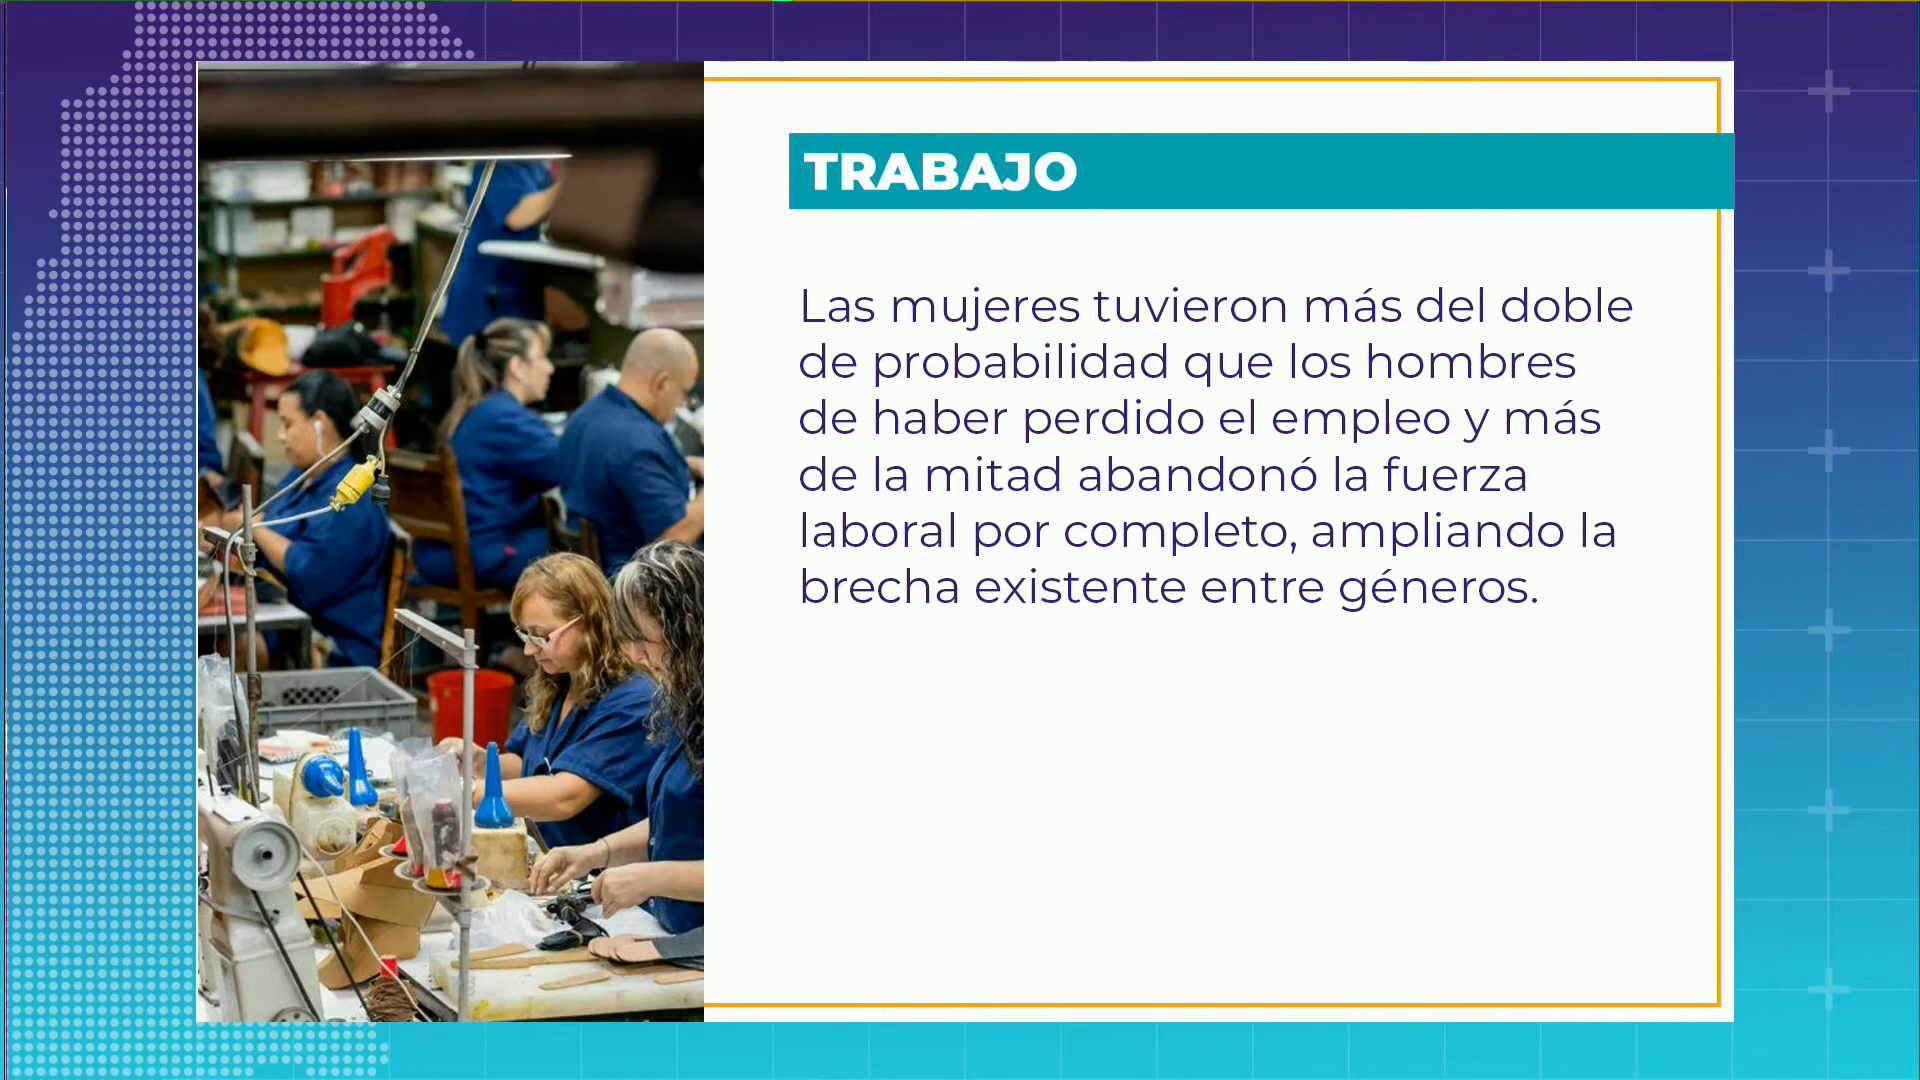 TRABAJO
Las mujeres tuvieron más del doble
de probabilidad que los hombres
de haber perdido el empleo y más
de la mitad abandonó la fuerza
laboral por completo, ampliando la
brecha existente entre géneros.